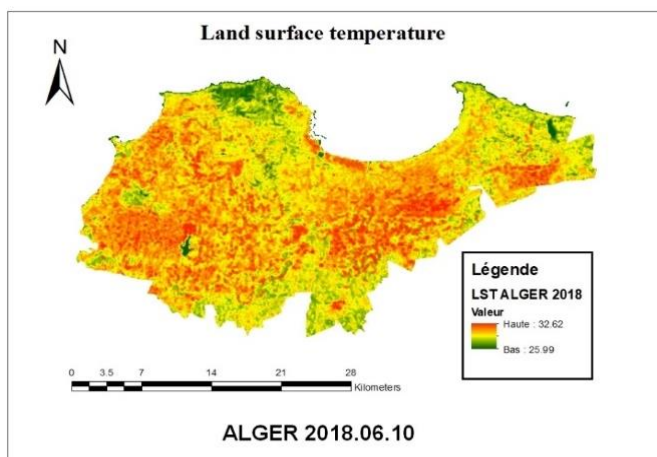 Land surface temperature
N
Légende
LST ALGER 2018
Valeur
Haute : 32.62
Bas : 25.99
0 3.5 7 14 21 28
Kilometers
ALGER 2018.06.10